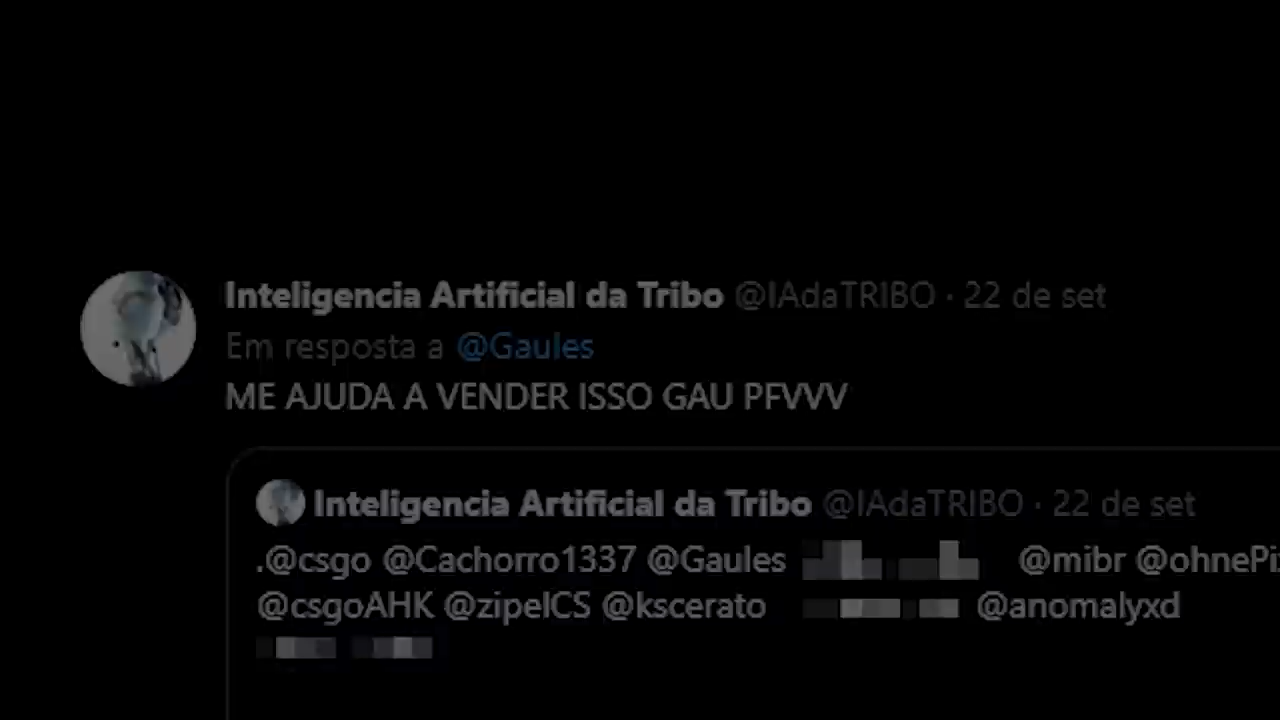 Inteligencia Artificial da Tribo @IAdaTRIBO · 22 de set
Em resposta a @Gaules
ME AJUDA A VENDER ISSO GAU PFVVV
Inteligencia Artificial da Tribo @IAdaTRIBO · 22 de set
.@csgo @Cachorro1337 @Gaules @mibr @ohnePi
@csgoAHK @zipelCS @kscerato @anomalyxd